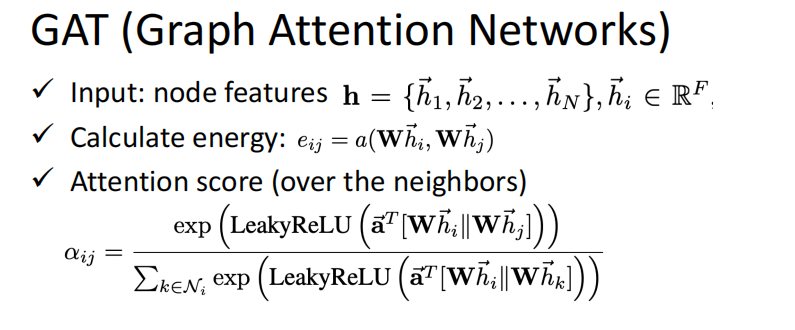 GAT (Graph Attention Networks)
✓ Input: node features $\mathbf{h} = \{\vec{h}_1, \vec{h}_2, \ldots, \vec{h}_N\}, \vec{h}_i \in \mathbb{R}^F,$
✓ Calculate energy: $e_{ij} = a(\mathbf{W}\vec{h}_i, \mathbf{W}\vec{h}_j)$
✓ Attention score (over the neighbors)
$\alpha_{ij} = \frac{\exp\left(\text{LeakyReLU}\left(\vec{\mathbf{a}}^T[\mathbf{W}\vec{h}_i \| \mathbf{W}\vec{h}_j]\right)\right)}{\sum_{k \in \mathcal{N}_i} \exp\left(\text{LeakyReLU}\left(\vec{\mathbf{a}}^T[\mathbf{W}\vec{h}_i \| \mathbf{W}\vec{h}_k]\right)\right)}$